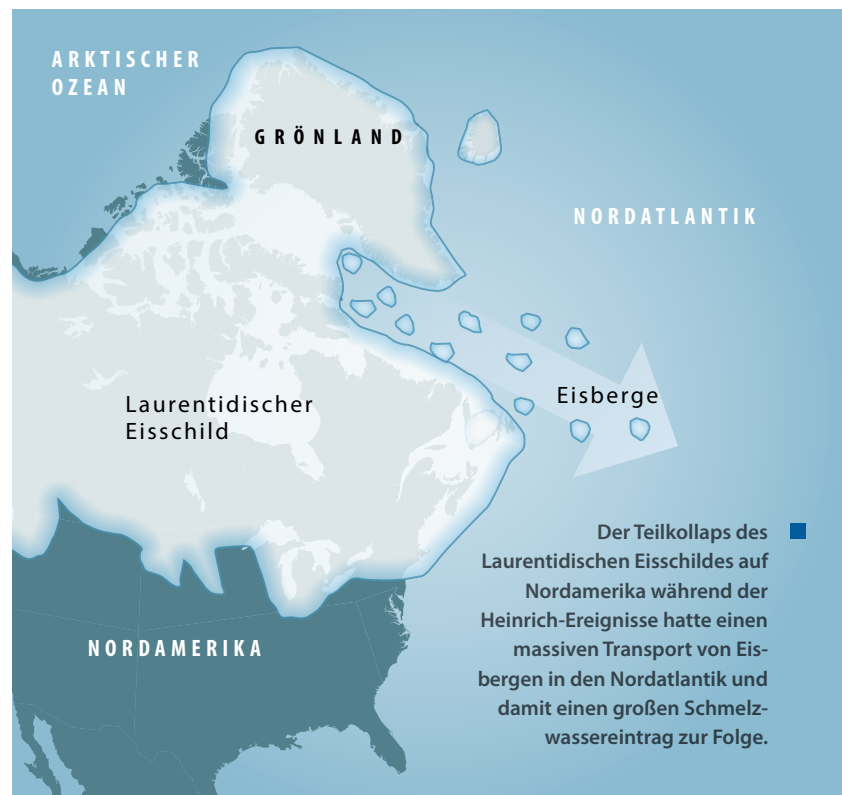 ARKTISCHER
OZEAN
GRÖNLAND
NORDATLANTIK
Laurentidischer
Eisschild
Eisberge
NORDAMERIKA
Der Teilkollaps des
Laurentidischen Eisschildes auf
Nordamerika während der
Heinrich-Ereignisse hatte einen
massiven Transport von Eis-
bergen in den Nordatlantik und
damit einen großen Schmelz-
wassereintrag zur Folge.